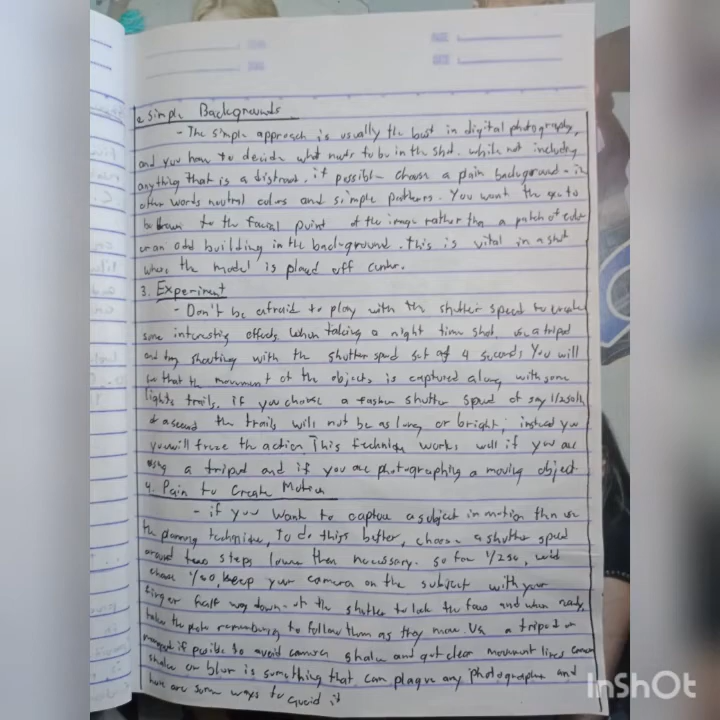 PAGE
DATE
2. Simple Backgrounds
- The simple approach is usually the best in digital photography,
and you have to decide what needs to be in the shot, while not including
anything that is a distract. if possible choose a pain background - in
other words neutral colors and simple patterns. You want the eye to
be drawn to the facial point of the image rather than a patch of color
or an odd building in the background. This is vital in a shot
where the model is placed off center.
3. Experiment
- Don't be afraid to play with the shutter speed to create
some interesting effects. When taking a night time shot, use a tripod
and try shooting with the shutter speed set at 4 seconds. You will
see that the movement of the objects is captured along with some
lights trails. if you choose a faster shutter speed of say 1/250th
of a second the trails will not be as long or bright; instead you
you will freeze the action. This technique works well if you are
using a tripod and if you are photographing a moving object.
4. Pain to Create Motion
- if you want to capture a subject in motion then use
the planning technique, To do this better, choose a shutter speed
around two steps lower then necessary. so for 1/250, we'd
choose 1/60, keep your camera on the subject with your
finger half way down the shutter to lock the focus and when ready
take the photo remembering to follow them as they move. Use a tripod or
if possible to avoid camera shake and get clear movement lines camera
shake or blur is something that can plague any photographer and
here are some ways to avoid it
InShOt